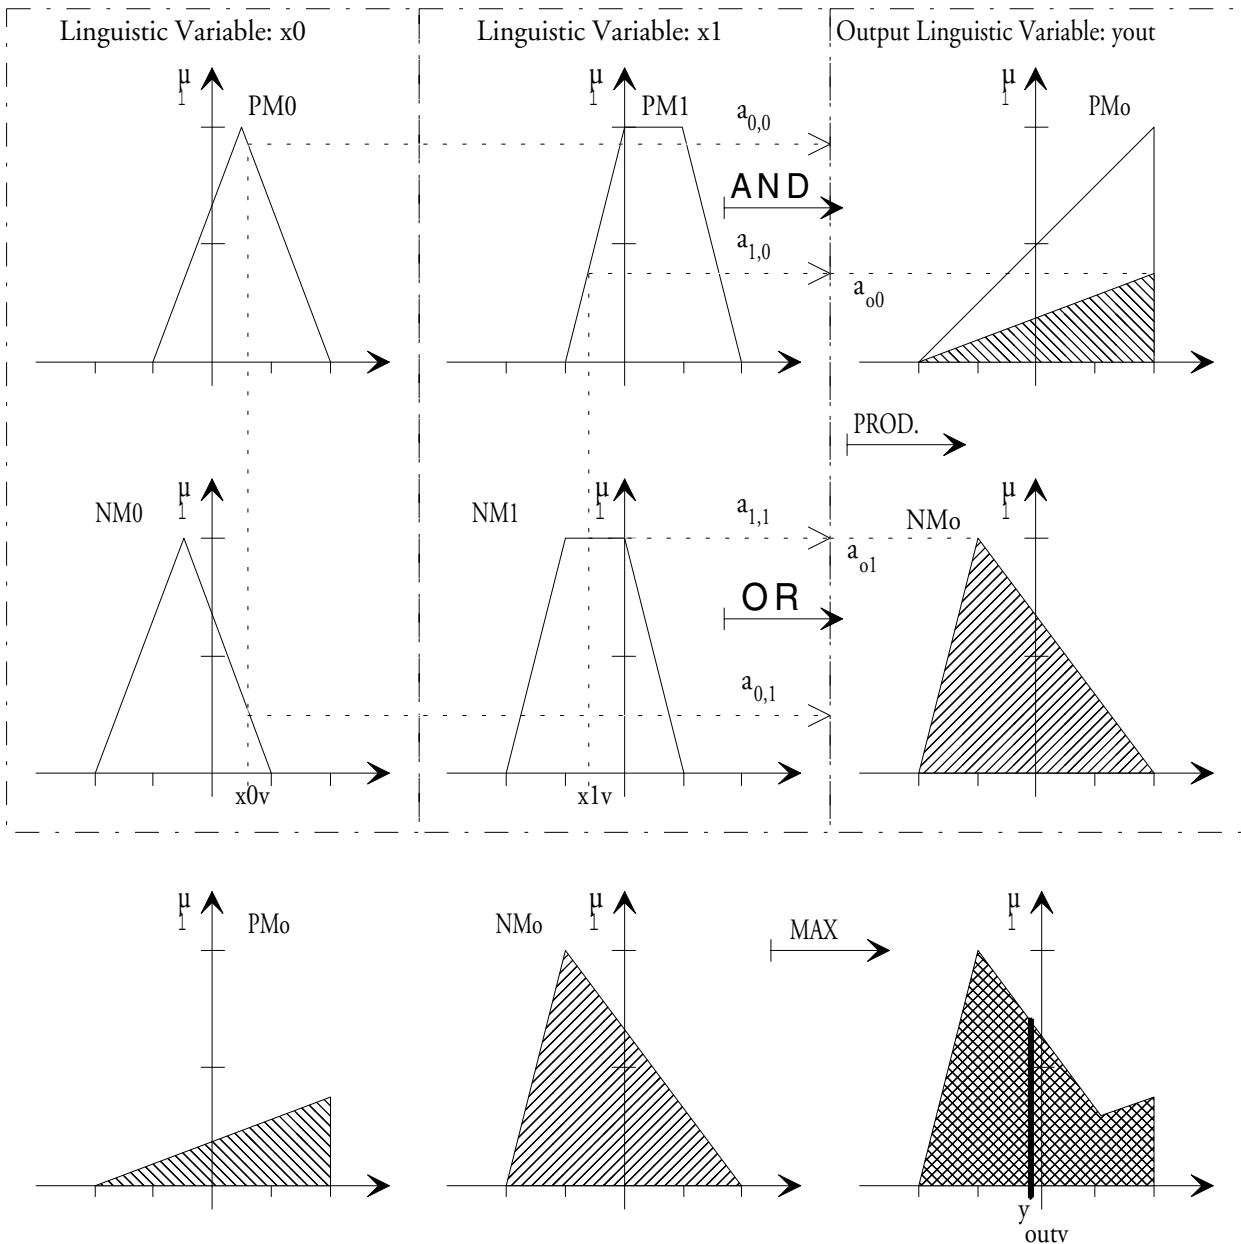 Linguistic Variable: x0
Linguistic Variable: x1
Output Linguistic Variable: yout
µ
1
PM0
µ
1
PM1
a0,0
µ
1
PMo
AND
a1,0
ao0
PROD.
µ
1
NM0
µ
1
NM1
a1,1
µ
1
NMo
ao1
OR
a0,1
x0v
x1v
µ
1
PMo
µ
1
NMo
MAX
µ
1
y
outv